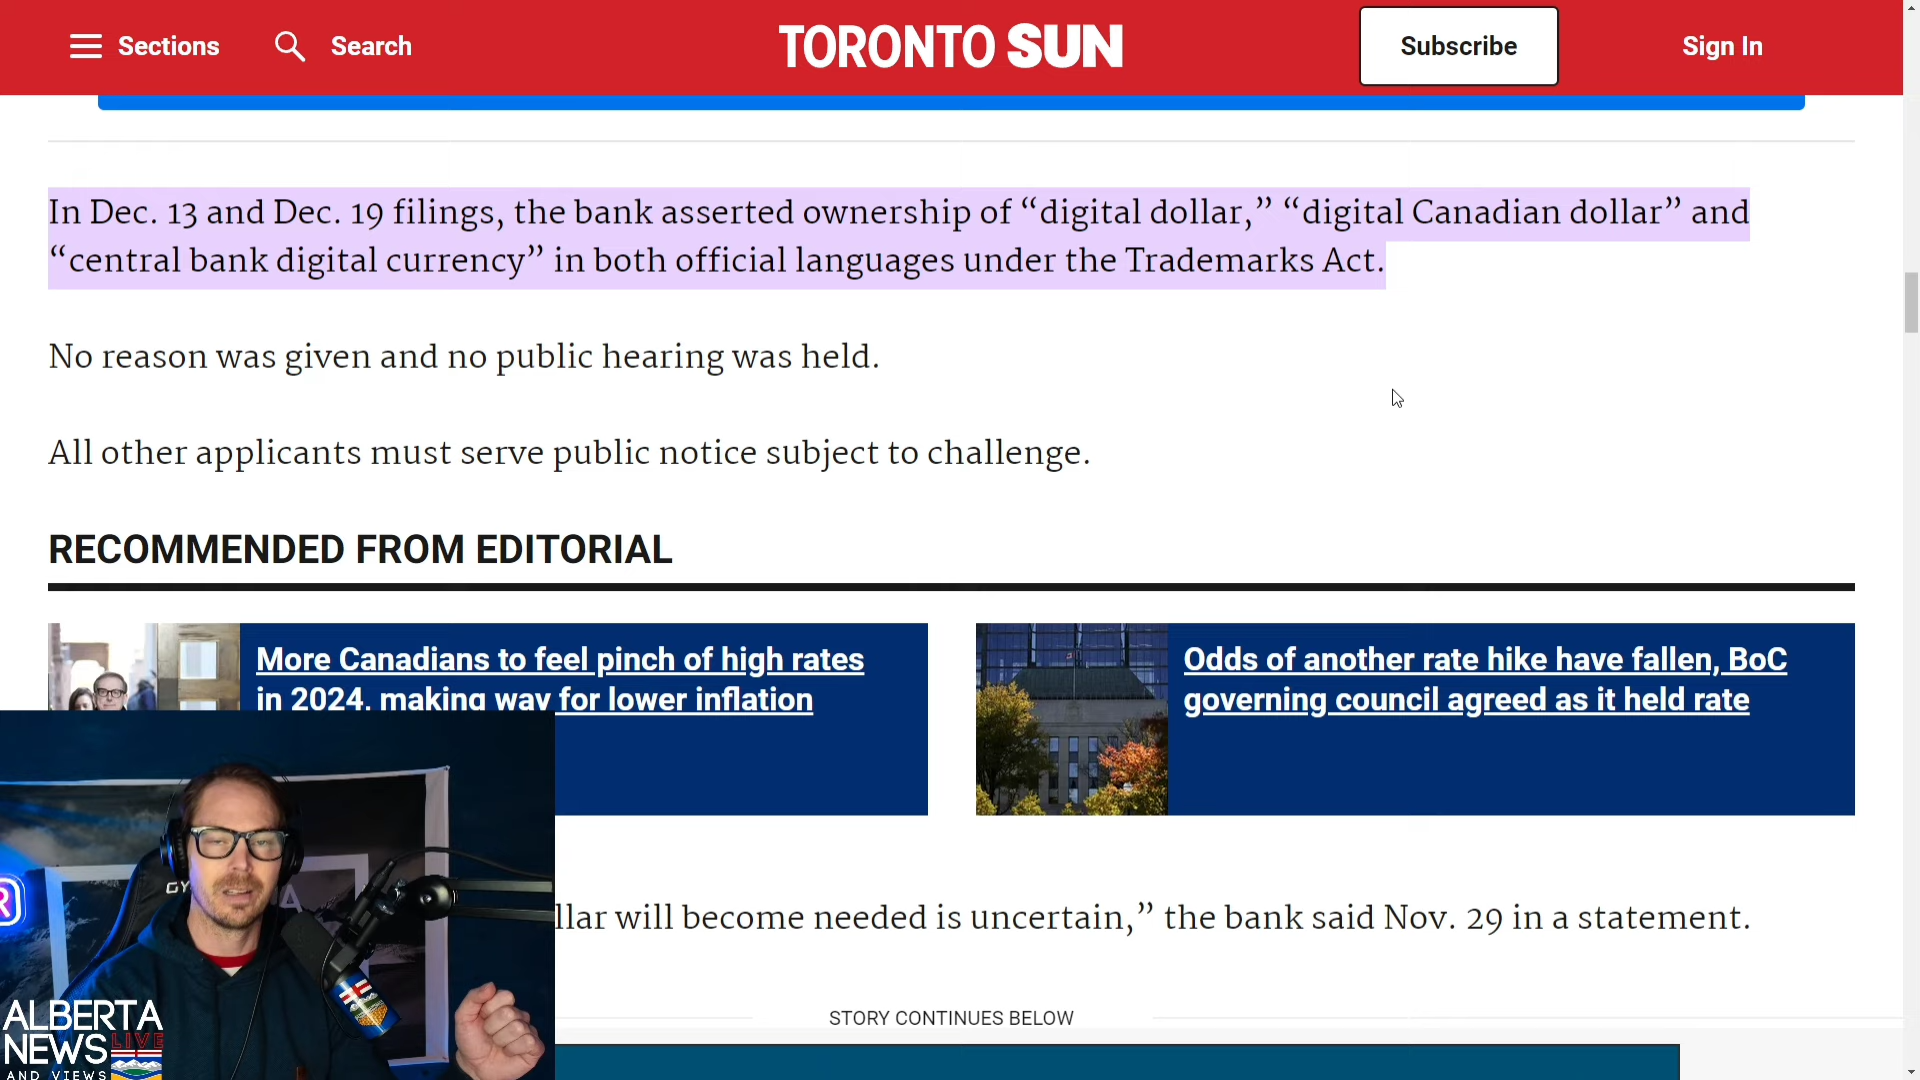 Sections
Search
TORONTO SUN
Subscribe
Sign In
In Dec. 13 and Dec. 19 filings, the bank asserted ownership of “digital dollar,” “digital Canadian dollar” and
“central bank digital currency” in both official languages under the Trademarks Act.
No reason was given and no public hearing was held.
All other applicants must serve public notice subject to challenge.
RECOMMENDED FROM EDITORIAL
More Canadians to feel pinch of high rates
in 2024, making way for lower inflation
Odds of another rate hike have fallen, BoC
governing council agreed as it held rate
llar will become needed is uncertain,” the bank said Nov. 29 in a statement.
STORY CONTINUES BELOW
GY
R
ALBERTA
NEWS LIVE
AND VIEWS